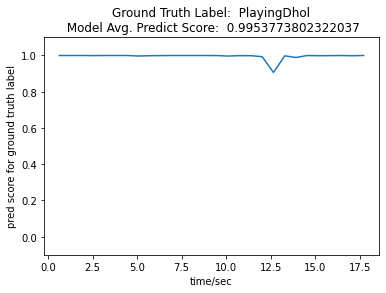 Ground Truth Label:  PlayingDhol
Model Avg. Predict Score:  0.9953773802322037
1.0
0.8
0.6
0.4
0.2
0.0
pred score for ground truth label
0.0 2.5 5.0 7.5 10.0 12.5 15.0 17.5
time/sec